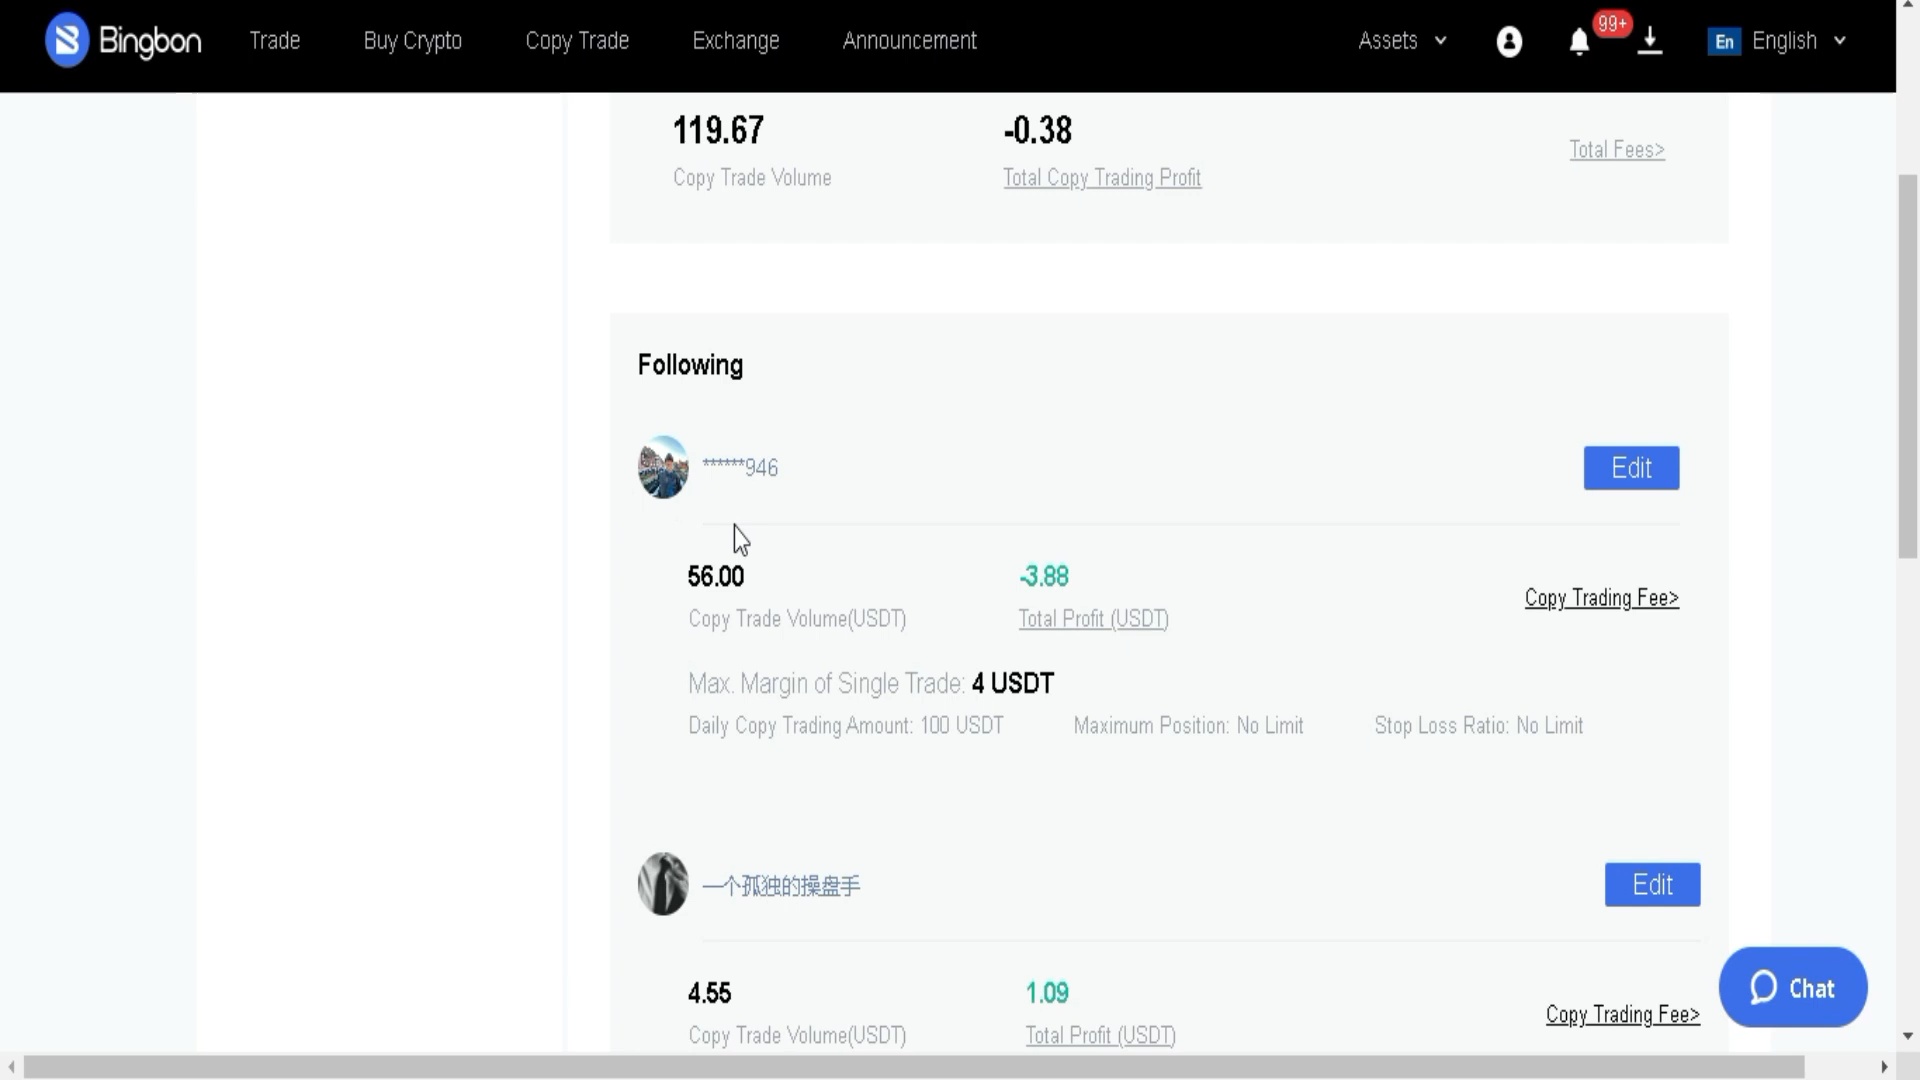 Bingbon Trade Buy Crypto Copy Trade Exchange Announcement Assets 99+ En English
119.67 -0.38
Total Fees>
Copy Trade Volume Total Copy Trading Profit
Following
******946 Edit
56.00 -3.88
Copy Trading Fee>
Copy Trade Volume(USDT) Total Profit (USDT)
Max. Margin of Single Trade: 4 USDT
Daily Copy Trading Amount: 100 USDT Maximum Position: No Limit Stop Loss Ratio: No Limit
一个孤独的操盘手 Edit
4.55 1.09
Chat
Copy Trading Fee>
Copy Trade Volume(USDT) Total Profit (USDT)